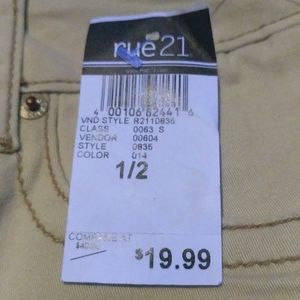 rue21
4 00106 82441 6
VND STYLE R2110836
CLASS 0063 S
VENDOR 00604
STYLE 0836
COLOR 014
1/2
COMPARE AT
$19.99